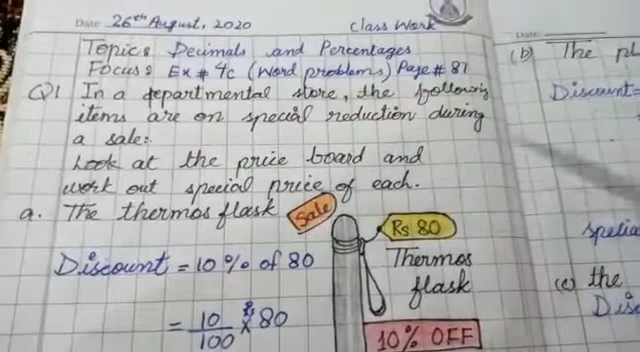 Date 26th August, 2020
Class Work
Topic: Decimals and Percentages
Focus: Ex # 4c (Word problems) Page # 81
Q1 In a departmental store, the following
items are on special reduction during
a sale:
Look at the price board and
work out special price of each.
a. The thermos flask
Sale
Rs 80
Thermos
flask
10% OFF
Discount = 10% of 80
= 10/100 × 80
Date
(b) The
Discount=
(c) the